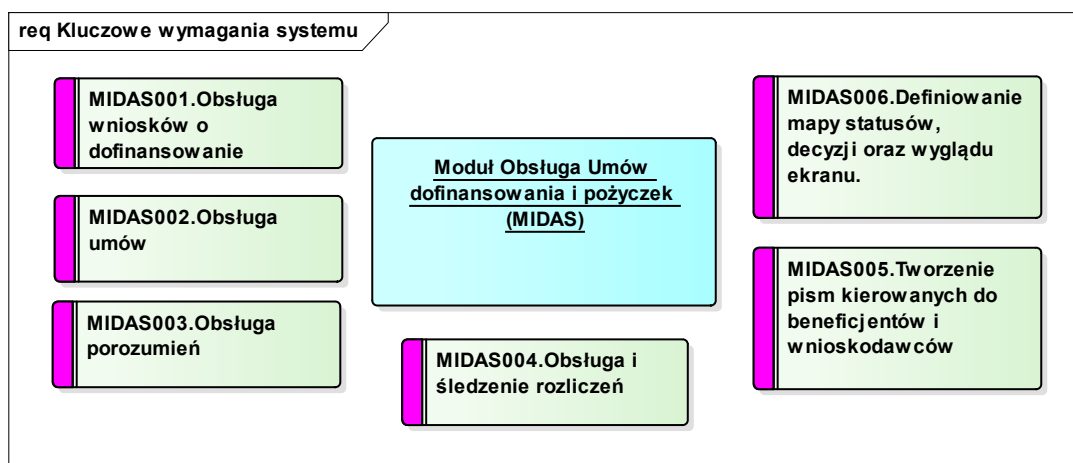 req Kluczowe wymagania systemu
MIDAS001.Obsługa
wniosków o
dofinansowanie
MIDAS002.Obsługa
umów
MIDAS003.Obsługa
porozumień
Moduł Obsługa Umów
dofinansowania i pożyczek
(MIDAS)
MIDAS004.Obsługa i
śledzenie rozliczeń
MIDAS006.Definiowanie
mapy statusów,
decyzji oraz wyglądu
ekranu.
MIDAS005.Tworzenie
pism kierowanych do
beneficjentów i
wnioskodawców